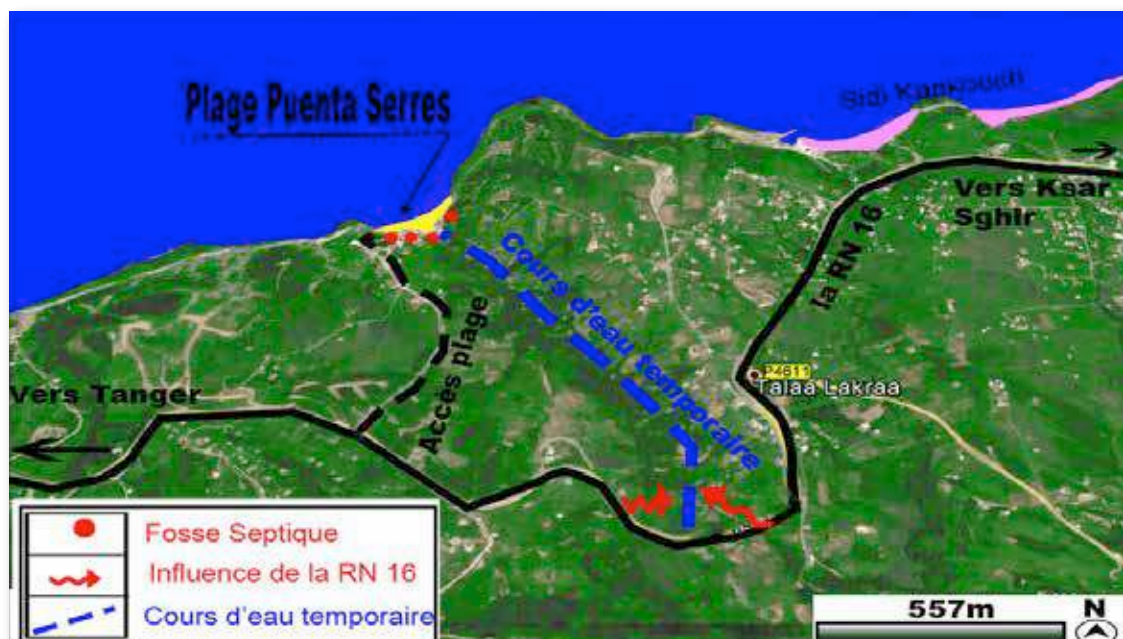 Plage Puenta Serres
Sidi Kankouch
Vers Ksar
Sghir
la RN 16
Cours d'eau temporaire
Accès plage
P4611
Talaa Lakraa
Vers Tanger
Fosse Septique
Influence de la RN 16
Cours d'eau temporaire
557m
N